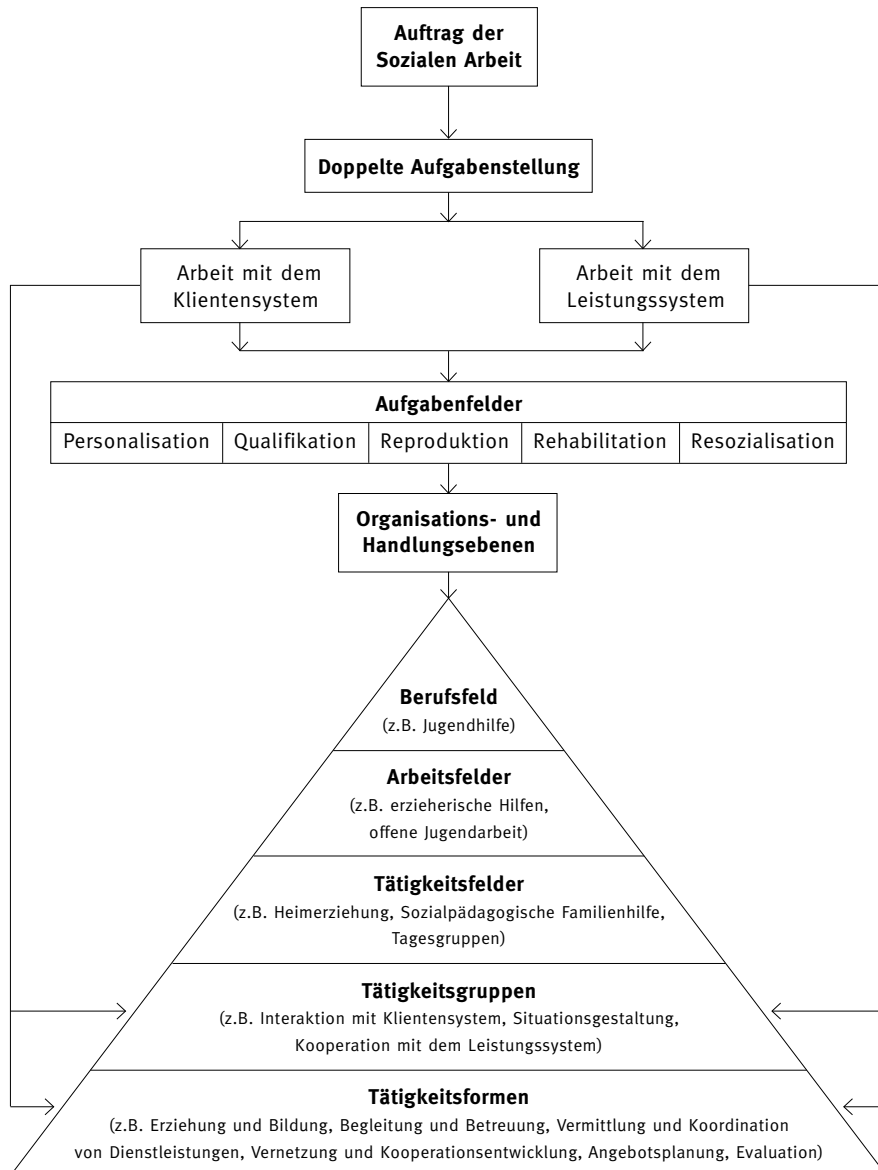 Auftrag der
Sozialen Arbeit
Doppelte Aufgabenstellung
Arbeit mit dem
Klientensystem
Arbeit mit dem
Leistungssystem
Aufgabenfelder
Personalisation
Qualifikation
Reproduktion
Rehabilitation
Resozialisation
Organisations- und
Handlungsebenen
Berufsfeld
(z.B. Jugendhilfe)
Arbeitsfelder
(z.B. erzieherische Hilfen,
offene Jugendarbeit)
Tätigkeitsfelder
(z.B. Heimerziehung, Sozialpädagogische Familienhilfe,
Tagesgruppen)
Tätigkeitsgruppen
(z.B. Interaktion mit Klientensystem, Situationsgestaltung,
Kooperation mit dem Leistungssystem)
Tätigkeitsformen
(z.B. Erziehung und Bildung, Begleitung und Betreuung, Vermittlung und Koordination
von Dienstleistungen, Vernetzung und Kooperationsentwicklung, Angebotsplanung, Evaluation)